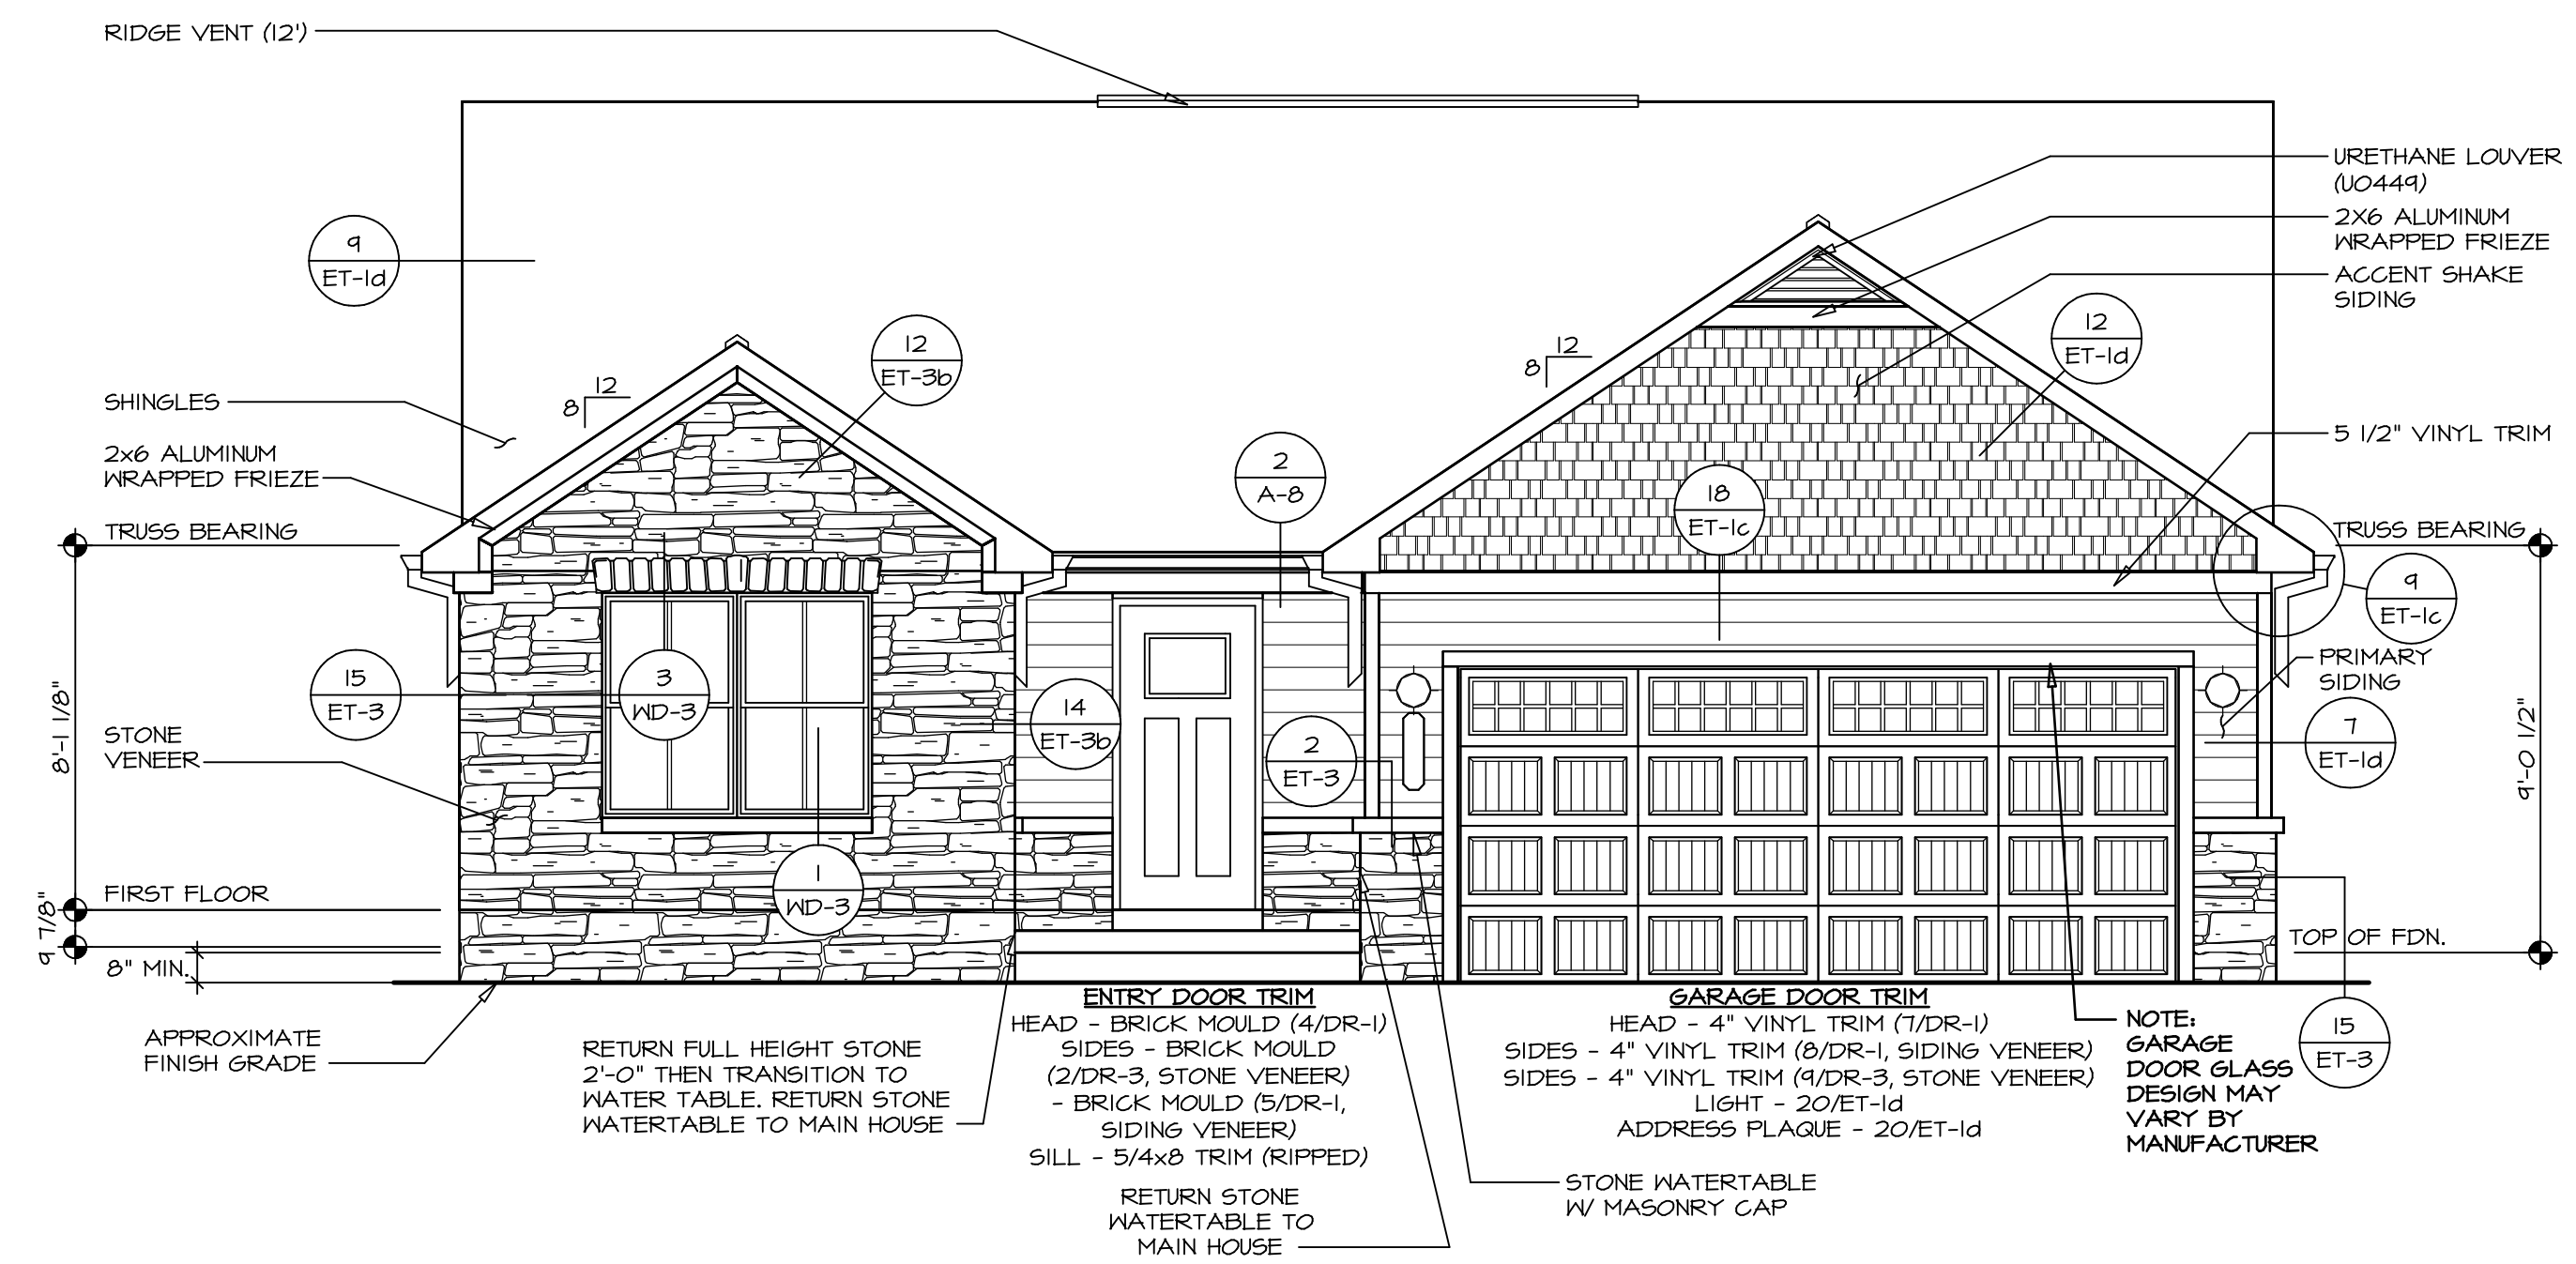 RIDGE VENT (12')
URETHANE LOUVER
(U0449)
2X6 ALUMINUM
WRAPPED FRIEZE
ACCENT SHAKE
SIDING
9
ET-1d
12
ET-3b
12
ET-1d
12
8
12
8
SHINGLES
2x6 ALUMINUM
WRAPPED FRIEZE
5 1/2" VINYL TRIM
2
A-8
18
ET-1c
TRUSS BEARING
TRUSS BEARING
9
ET-1c
PRIMARY
SIDING
15
ET-3
3
WD-3
14
ET-3b
2
ET-3
7
ET-1d
8'-1 1/8"
9'-0 1/2"
STONE
VENEER
1
WD-3
FIRST FLOOR
9 7/8"
8" MIN.
TOP OF FDN.
APPROXIMATE
FINISH GRADE
RETURN FULL HEIGHT STONE
2'-0" THEN TRANSITION TO
WATER TABLE. RETURN STONE
WATERTABLE TO MAIN HOUSE
ENTRY DOOR TRIM
HEAD - BRICK MOULD (4/DR-1)
SIDES - BRICK MOULD
(2/DR-3, STONE VENEER)
- BRICK MOULD (5/DR-1,
SIDING VENEER)
SILL - 5/4x8 TRIM (RIPPED)
RETURN STONE
WATERTABLE TO
MAIN HOUSE
GARAGE DOOR TRIM
HEAD - 4" VINYL TRIM (7/DR-1)
SIDES - 4" VINYL TRIM (8/DR-1, SIDING VENEER)
SIDES - 4" VINYL TRIM (9/DR-3, STONE VENEER)
LIGHT - 20/ET-1d
ADDRESS PLAQUE - 20/ET-1d
STONE WATERTABLE
W/ MASONRY CAP
NOTE:
GARAGE
DOOR GLASS
DESIGN MAY
VARY BY
MANUFACTURER
15
ET-3